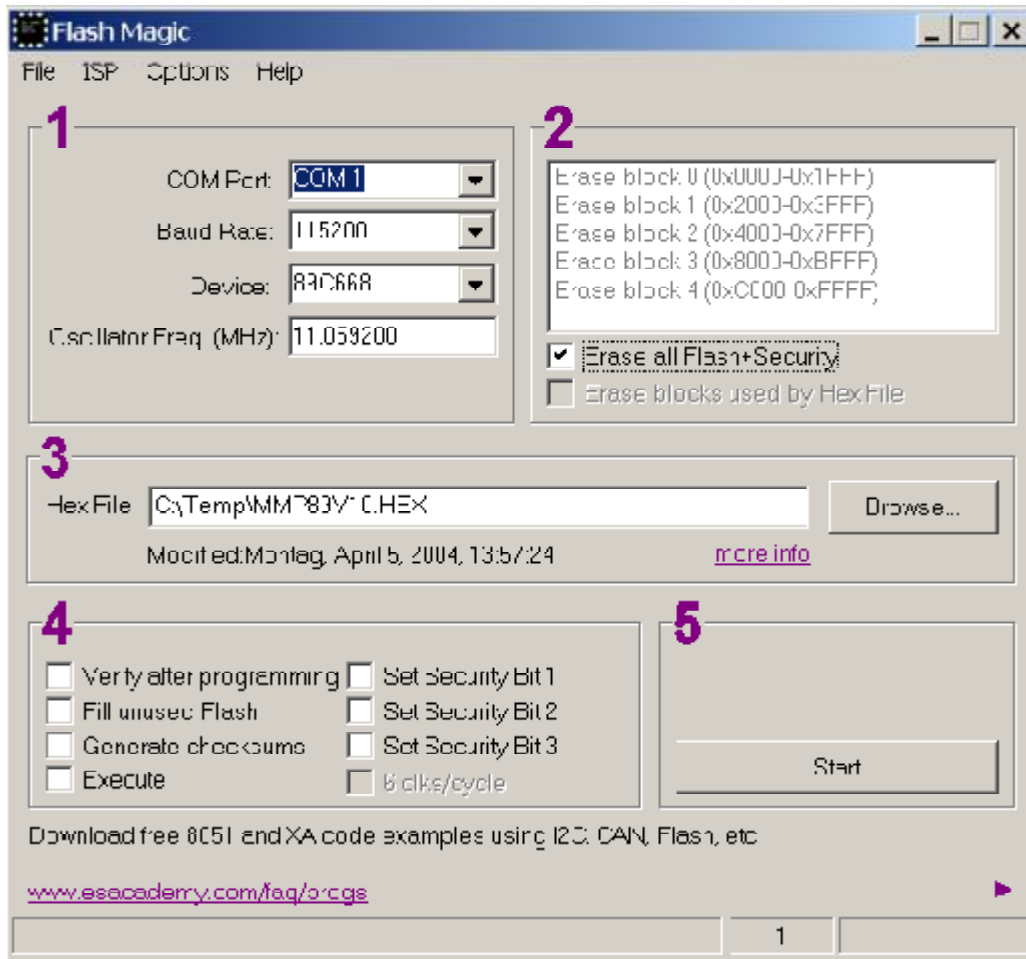 Flash Magic
File ISP Options Help
1
COM Port: COM 1
Baud Rate: 115200
Device: 89C668
Oscillator Freq. (MHz): 11.059200
2
Erase block 0 (0x0000-0x1FFF)
Erase block 1 (0x2000-0x3FFF)
Erase block 2 (0x4000-0x7FFF)
Erase block 3 (0x8000-0xBFFF)
Erase block 4 (0xC000-0xFFFF)
Erase all Flash+Security
Erase blocks used by Hex File
3
Hex File
Browse...
Modified: Montag, April 5, 2004, 13:57:24
more info
4
Verify after programming
Fill unused Flash
Generate checksums
Execute
Set Security Bit 1
Set Security Bit 2
Set Security Bit 3
6 clks/cycle
5
Start
Download free 8051 and XA code examples using I2C, CAN, Flash, etc
www.esacademy.com/faq/progs
1